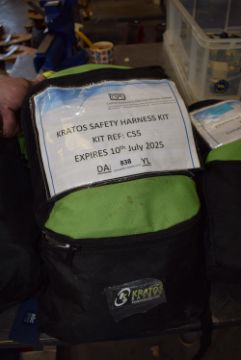 KRATOS SAFETY HARNESS KIT
KIT REF: CS5
EXPIRES 10th July 2025
DA: 838 YL
KRATOS